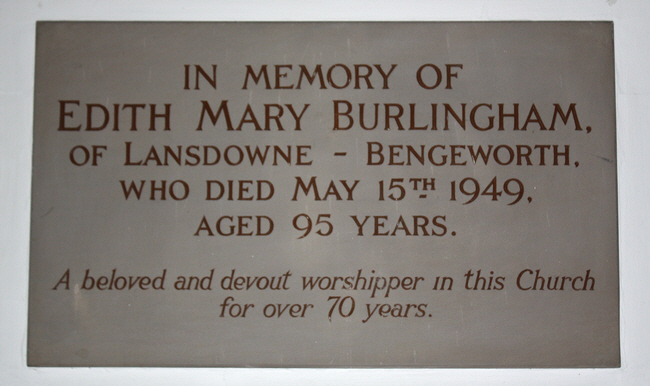 IN MEMORY OF
EDITH MARY BURLINGHAM,
OF LANSDOWNE - BENGEWORTH,
WHO DIED MAY 15TH 1949,
AGED 95 YEARS.
A beloved and devout worshipper in this Church
for over 70 years.